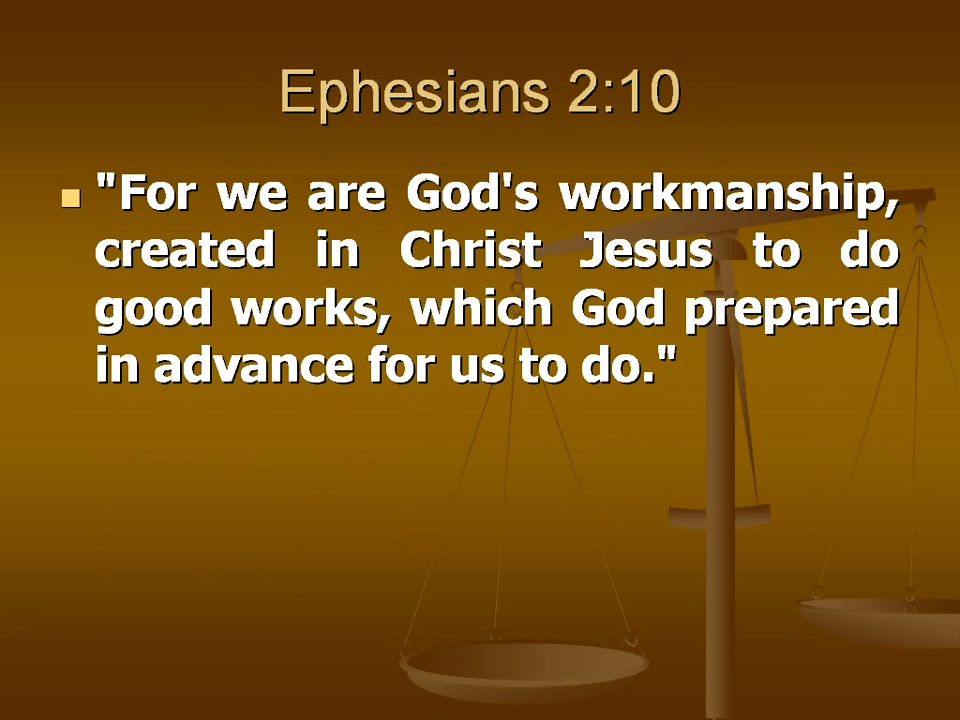 Ephesians 2:10
"For we are God's workmanship,
created in Christ Jesus to do
good works, which God prepared
in advance for us to do."